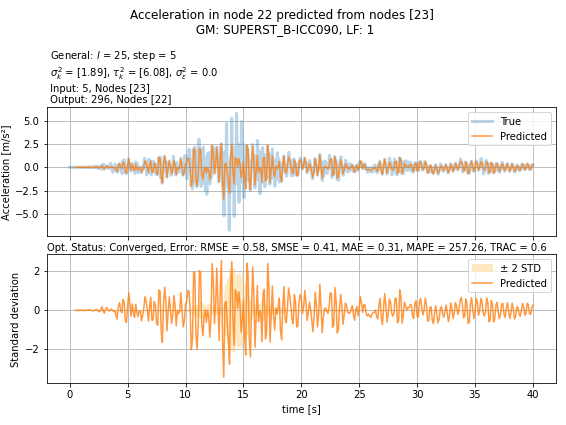 Acceleration in node 22 predicted from nodes [23]
GM: SUPERST_B-ICC090, LF: 1
General: l = 25, step = 5
σ²ₖ = [1.89], τ²ₖ = [6.08], σ²ε = 0.0
Input: 5, Nodes [23]
Output: 296, Nodes [22]
5.0
2.5
0.0
−2.5
−5.0
Acceleration [m/s²]
True
Predicted
Opt. Status: Converged, Error: RMSE = 0.58, SMSE = 0.41, MAE = 0.31, MAPE = 257.26, TRAC = 0.6
2
0
−2
Standard deviation
± 2 STD
Predicted
0 5 10 15 20 25 30 35 40
time [s]